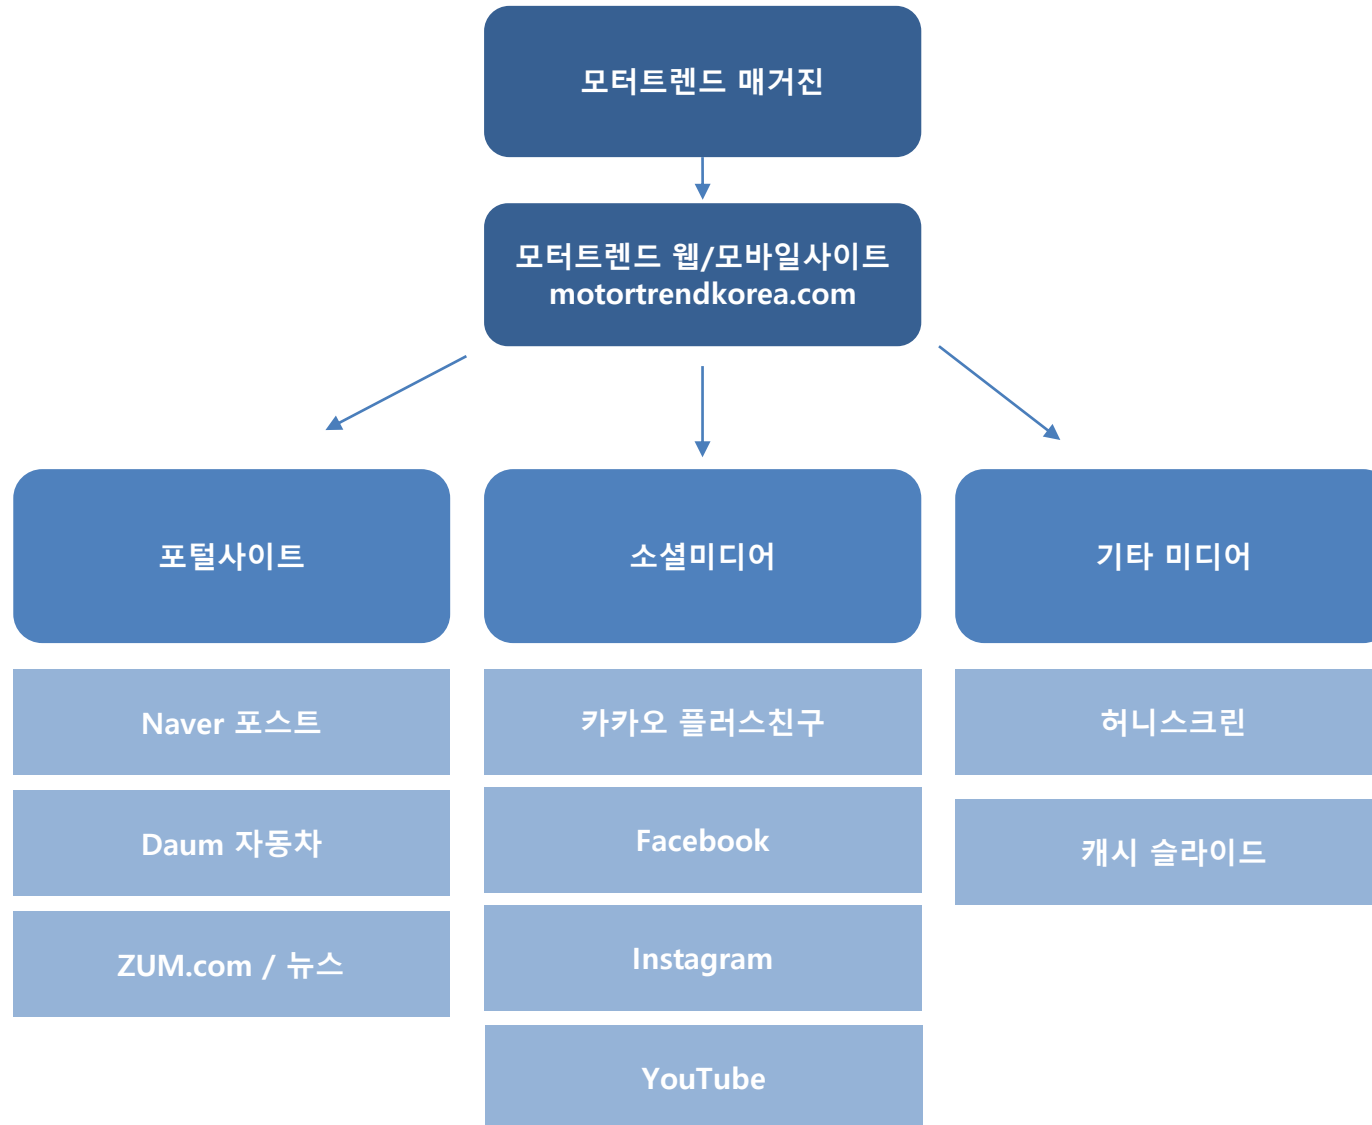 모터트렌드 매거진
모터트렌드 웹/모바일사이트
motortrendkorea.com
포털사이트
소셜미디어
기타 미디어
Naver 포스트
Daum 자동차
ZUM.com / 뉴스
카카오 플러스친구
Facebook
Instagram
YouTube
허니스크린
캐시 슬라이드